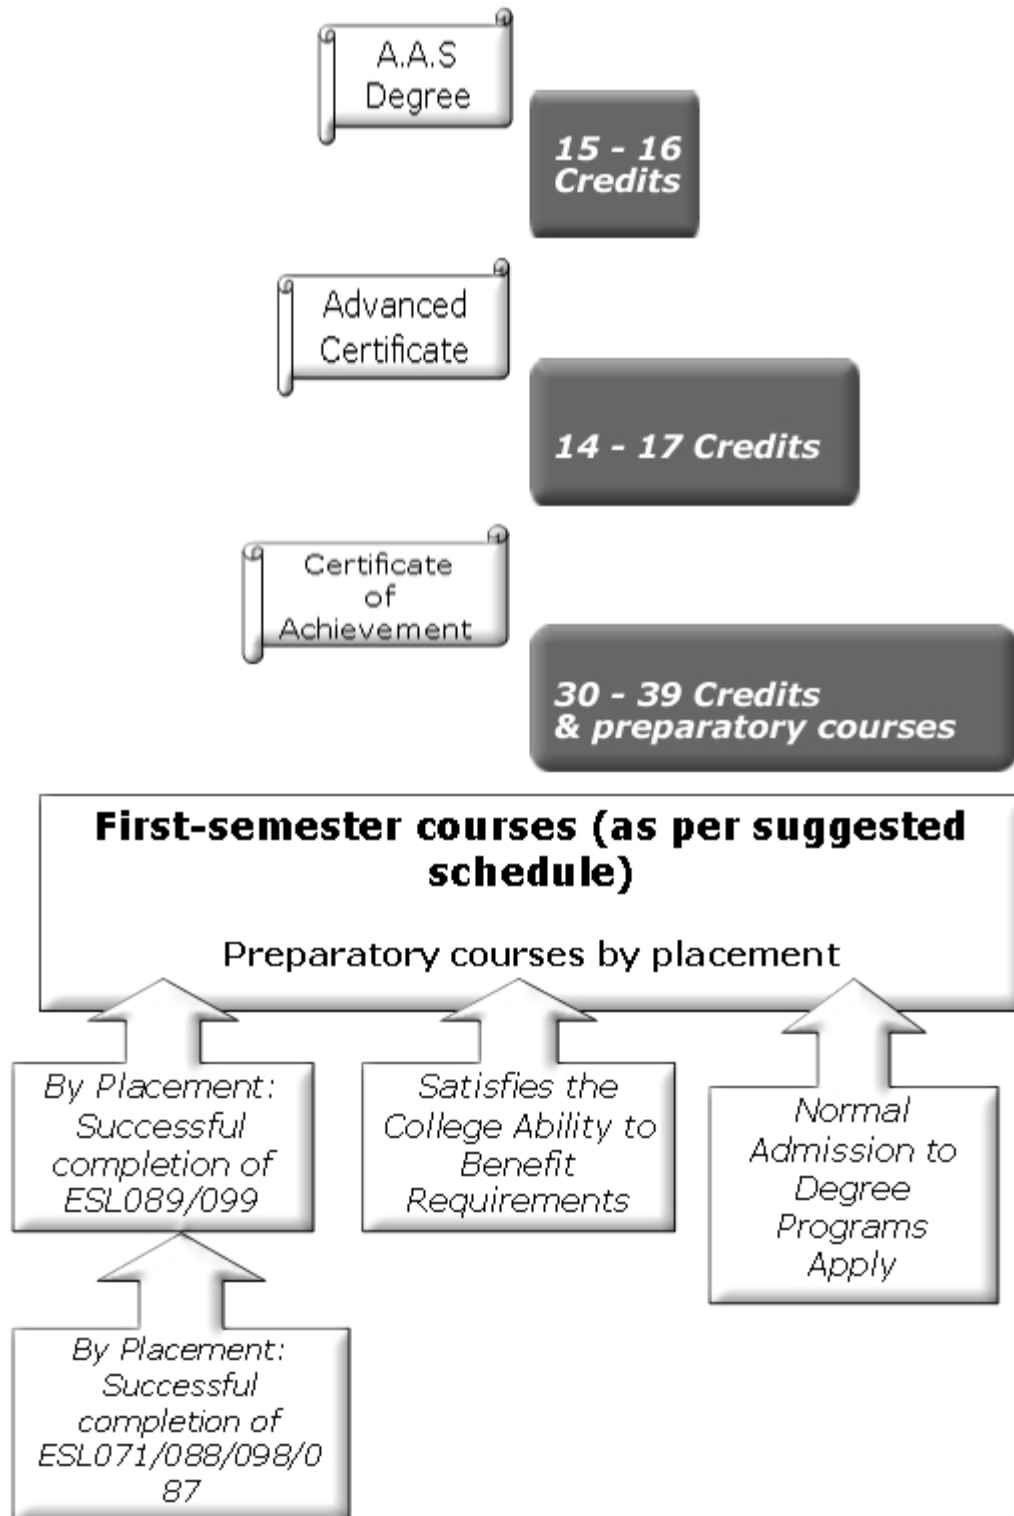 A.A.S
Degree
15 - 16
Credits
Advanced
Certificate
14 - 17 Credits
Certificate
of
Achievement
30 - 39 Credits
& preparatory courses
First-semester courses (as per suggested
schedule)
Preparatory courses by placement
By Placement:
Successful
completion of
ESL089/099
Satisfies the
College Ability to
Benefit
Requirements
Normal
Admission to
Degree
Programs
Apply
By Placement:
Successful
completion of
ESL071/088/098/0
87